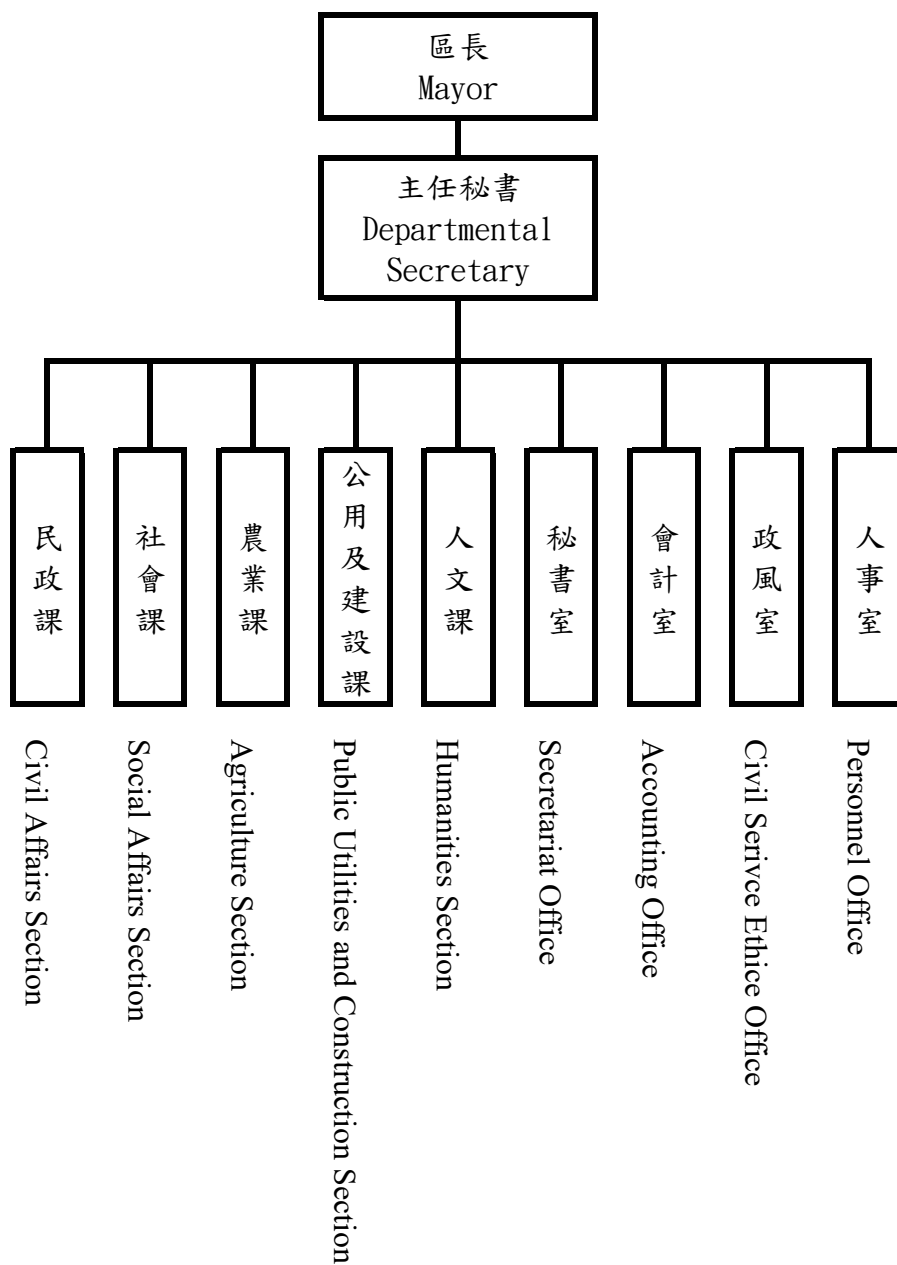 區長
Mayor
主任秘書
Departmental
Secretary
民政課
社會課
農業課
公用及建設課
人文課
秘書室
會計室
政風室
人事室
Civil Affairs Section
Social Affairs Section
Agriculture Section
Public Utilities and Construction Section
Humanities Section
Secretariat Office
Accounting Office
Civil Serivce Ethice Office
Personnel Office